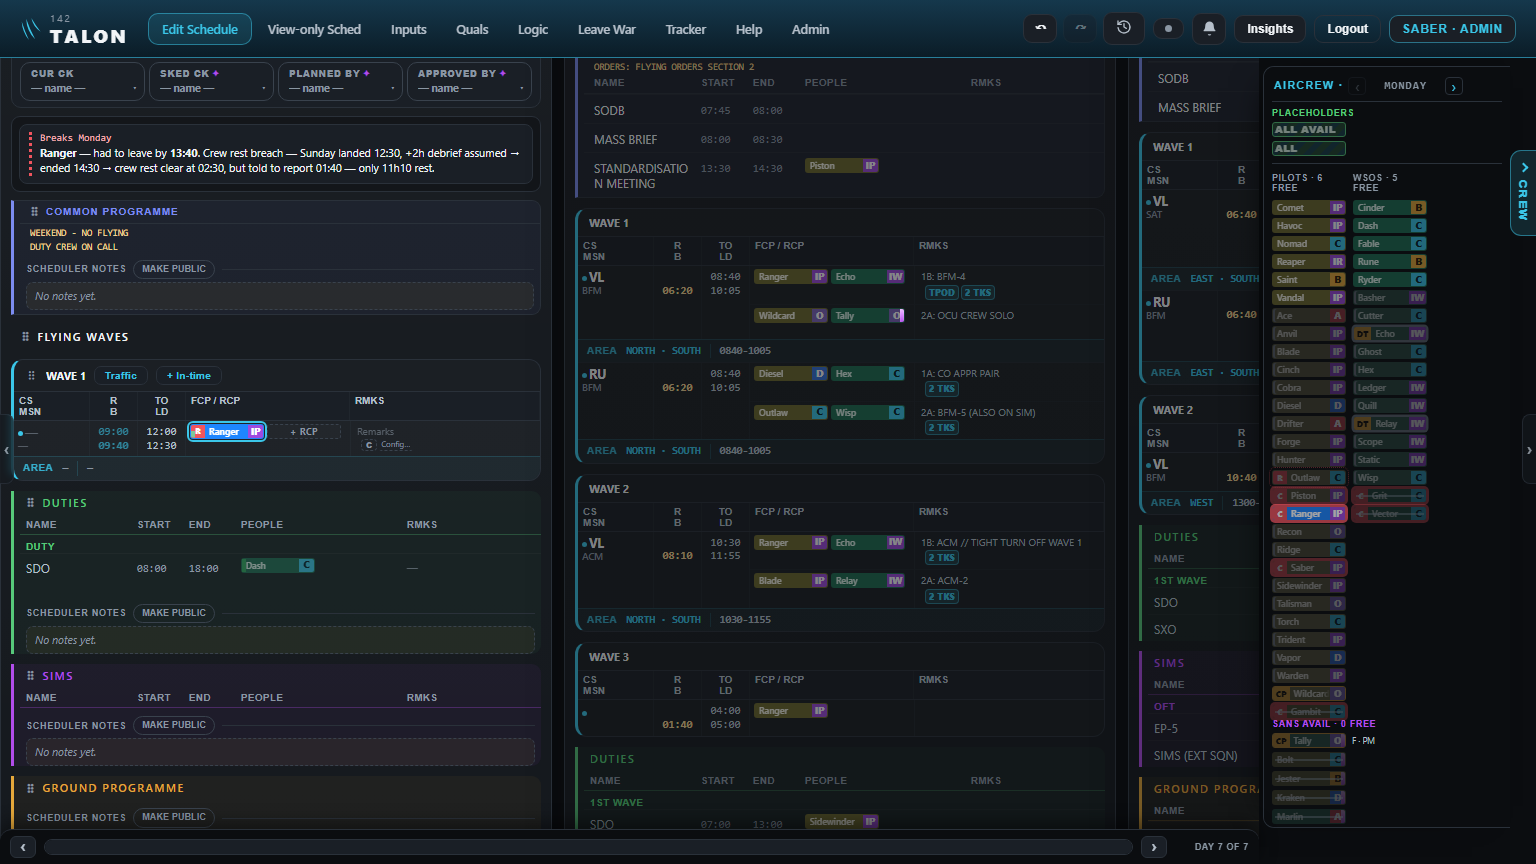 142
TALON
Edit Schedule
View-only Sched
Inputs
Quals
Logic
Leave War
Tracker
Help
Admin
Insights
Logout
SABER · ADMIN
CUR CK
— name —
SKED CK ✦
— name —
PLANNED BY ✦
— name —
APPROVED BY ✦
— name —
Breaks Monday
Ranger — had to leave by 13:40. Crew rest breach — Sunday landed 12:30, +2h debrief assumed →
ended 14:30 → crew rest clear at 02:30, but told to report 01:40 — only 11h10 rest.
COMMON PROGRAMME
WEEKEND - NO FLYING
DUTY CREW ON CALL
SCHEDULER NOTES MAKE PUBLIC
No notes yet.
FLYING WAVES
WAVE 1 Traffic + In-time
CS R TO FCP / RCP RMKS
MSN B LD
— 09:00 12:00 R Ranger IP + RCP Remarks
— 09:40 12:30 C Config...
AREA — —
DUTIES
NAME START END PEOPLE RMKS
DUTY
SDO 08:00 18:00 Dash C —
SCHEDULER NOTES MAKE PUBLIC
No notes yet.
SIMS
NAME START END PEOPLE RMKS
SCHEDULER NOTES MAKE PUBLIC
No notes yet.
GROUND PROGRAMME
SCHEDULER NOTES MAKE PUBLIC
ORDERS: FLYING ORDERS SECTION 2
NAME START END PEOPLE RMKS
SODB 07:45 08:00
MASS BRIEF 08:00 08:30
STANDARDISATIO 13:30 14:30 Piston IP
N MEETING
WAVE 1
CS R TO FCP / RCP RMKS
MSN B LD
VL 08:40 Ranger IP Echo IW 1B: BFM-4
BFM 06:20 10:05 TPOD 2 TKS
Wildcard O Tally O 2A: OCU CREW SOLO
AREA NORTH · SOUTH 0840-1005
RU 08:40 Diesel D Hex C 1A: CO APPR PAIR
BFM 06:20 10:05 2 TKS
Outlaw C Wisp C 2A: BFM-5 (ALSO ON SIM)
2 TKS
AREA NORTH · SOUTH 0840-1005
WAVE 2
CS R TO FCP / RCP RMKS
MSN B LD
VL 10:30 Ranger IP Echo IW 1B: ACM // TIGHT TURN OFF WAVE 1
ACM 08:10 11:55 2 TKS
Blade IP Relay IW 2A: ACM-2
2 TKS
AREA NORTH · SOUTH 1030-1155
WAVE 3
CS R TO FCP / RCP RMKS
MSN B LD
04:00 Ranger IP
01:40 05:00
DUTIES
NAME START END PEOPLE RMKS
1ST WAVE
SDO 07:00 13:00 Sidewinder IP
SODB
MASS BRIEF
WAVE 1
CS R
MSN B
VL
SAT 06:40
AREA EAST · SOUTH
RU
BFM 06:40
AREA EAST · SOUTH
WAVE 2
CS R
MSN B
VL
BFM 10:40
AREA WEST 1300-
DUTIES
NAME
1ST WAVE
SDO
SXO
SIMS
NAME
OFT
EP-5
SIMS (EXT SQN)
GROUND PROGRA
NAME
AIRCREW · ‹ MONDAY ›
PLACEHOLDERS
ALL AVAIL
ALL
PILOTS · 6 WSOS · 5
FREE FREE
Comet IP Cinder B
Havoc IP Dash C
Nomad C Fable C
Reaper IR Rune B
Saint B Ryder C
Vandal IP Basher IW
Ace A Cutter C
Anvil IP DT Echo IW
Blade IP Ghost C
Cinch IP Hex C
Cobra IP Ledger IW
Diesel D Quill IW
Drifter A DT Relay IW
Forge IP Scope IW
Hunter IP Static IW
R Outlaw C Wisp C
C Piston IP C Grit C
C Ranger IP C Vector C
Recon O
Ridge C
C Saber IP
Sidewinder IP
Talisman O
Torch C
Trident IP
Vapor D
Warden IP
CP Wildcard O
C Gambit C
SANS AVAIL · 0 FREE
CP Tally O F·PM
Bolt C
Jester B
Kraken D
Marlin A
CREW
‹ › DAY 7 OF 7